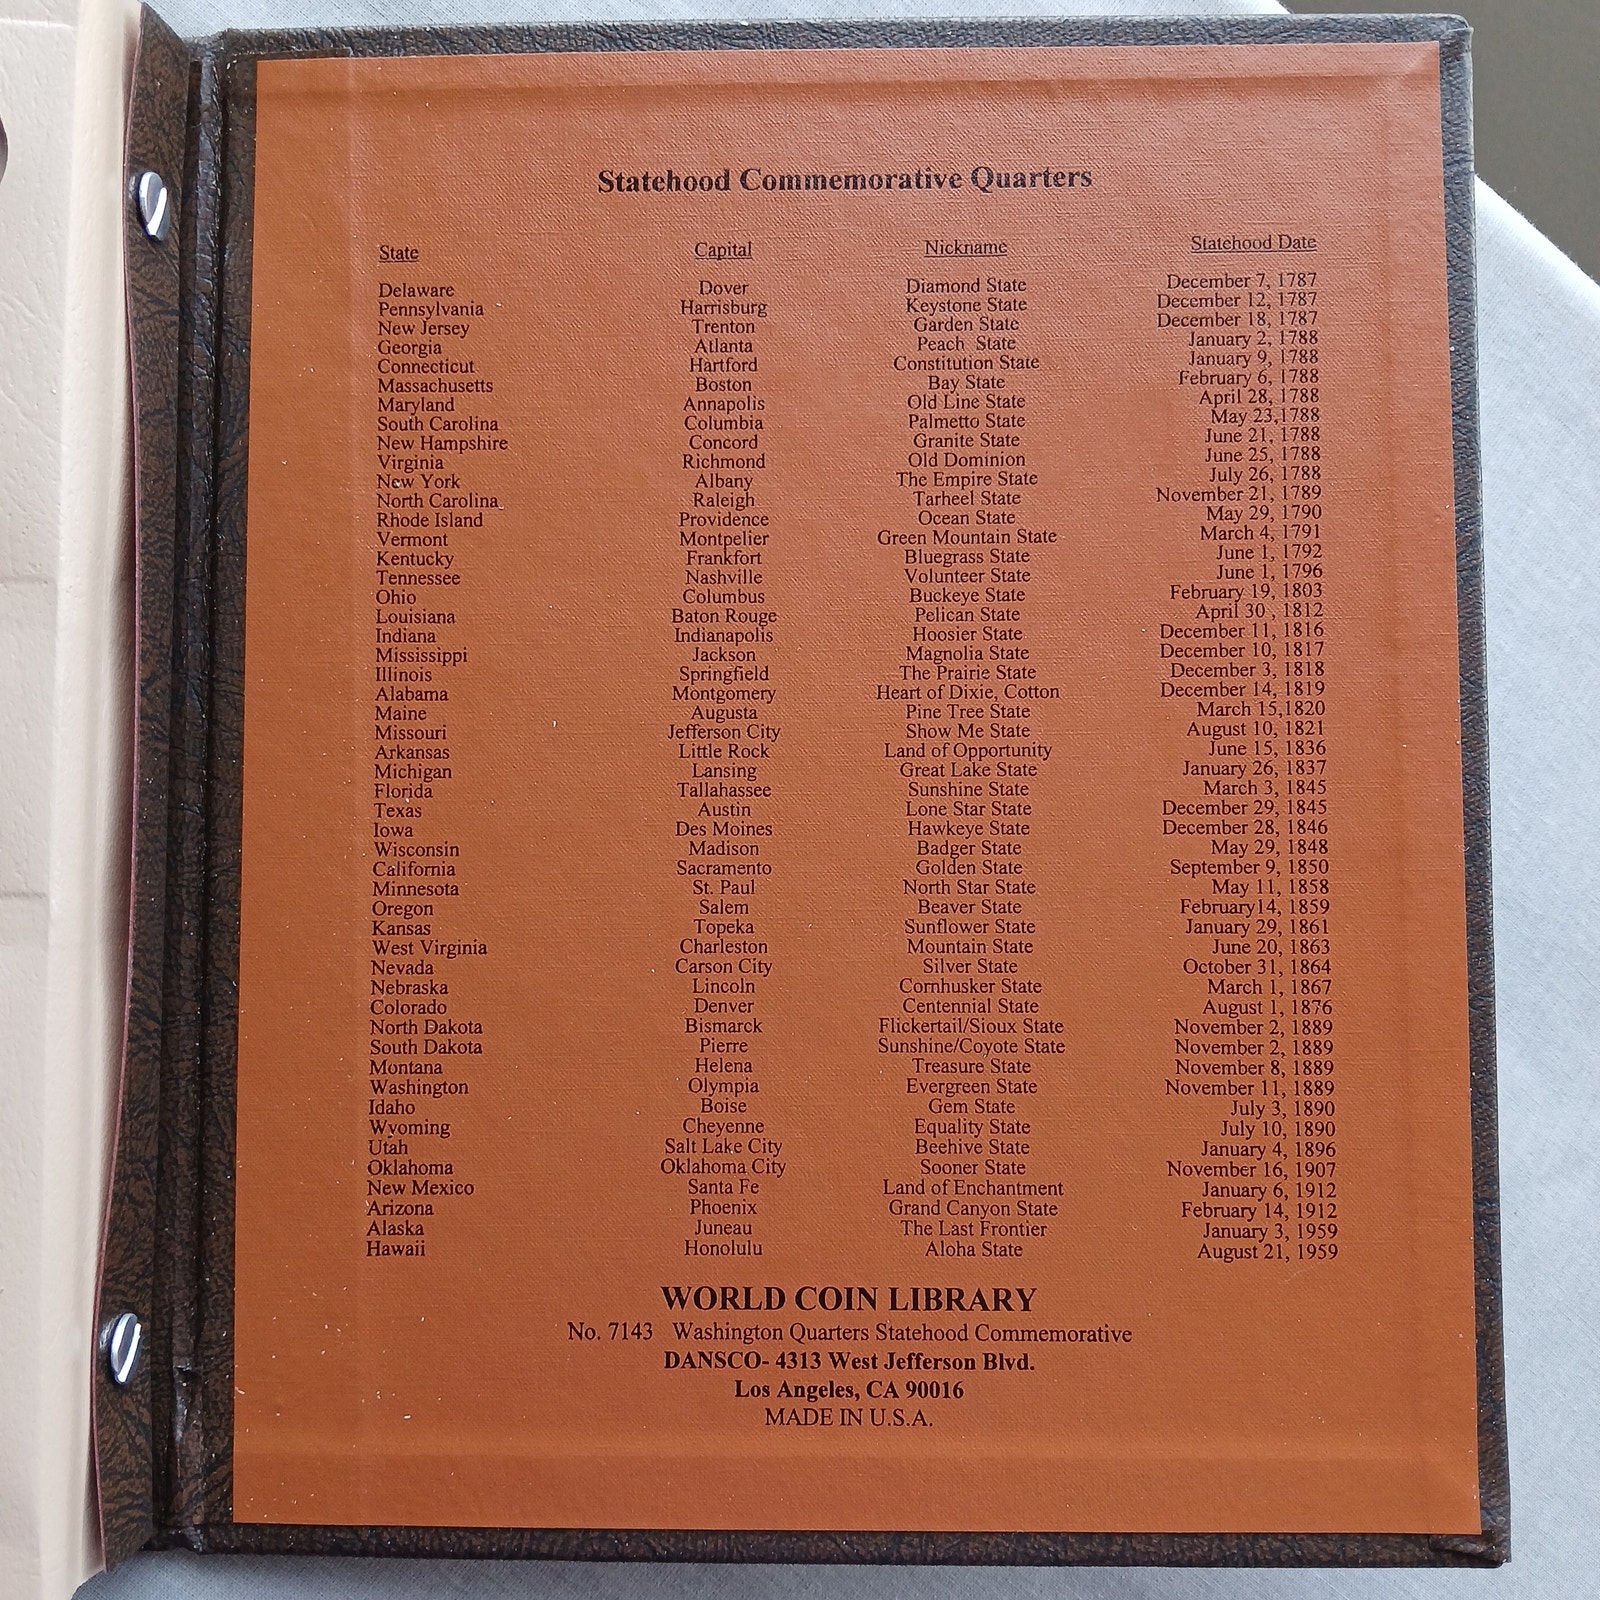 Statehood Commemorative Quarters
State Capital Nickname Statehood Date
Delaware Dover Diamond State December 7, 1787
Pennsylvania Harrisburg Keystone State December 12, 1787
New Jersey Trenton Garden State December 18, 1787
Georgia Atlanta Peach State January 2, 1788
Connecticut Hartford Constitution State January 9, 1788
Massachusetts Boston Bay State February 6, 1788
Maryland Annapolis Old Line State April 28, 1788
South Carolina Columbia Palmetto State May 23,1788
New Hampshire Concord Granite State June 21, 1788
Virginia Richmond Old Dominion June 25, 1788
New York Albany The Empire State July 26, 1788
North Carolina Raleigh Tarheel State November 21, 1789
Rhode Island Providence Ocean State May 29, 1790
Vermont Montpelier Green Mountain State March 4, 1791
Kentucky Frankfort Bluegrass State June 1, 1792
Tennessee Nashville Volunteer State June 1, 1796
Ohio Columbus Buckeye State February 19, 1803
Louisiana Baton Rouge Pelican State April 30 , 1812
Indiana Indianapolis Hoosier State December 11, 1816
Mississippi Jackson Magnolia State December 10, 1817
Illinois Springfield The Prairie State December 3, 1818
Alabama Montgomery Heart of Dixie, Cotton December 14, 1819
Maine Augusta Pine Tree State March 15,1820
Missouri Jefferson City Show Me State August 10, 1821
Arkansas Little Rock Land of Opportunity June 15, 1836
Michigan Lansing Great Lake State January 26, 1837
Florida Tallahassee Sunshine State March 3, 1845
Texas Austin Lone Star State December 29, 1845
Iowa Des Moines Hawkeye State December 28, 1846
Wisconsin Madison Badger State May 29, 1848
California Sacramento Golden State September 9, 1850
Minnesota St. Paul North Star State May 11, 1858
Oregon Salem Beaver State February14, 1859
Kansas Topeka Sunflower State January 29, 1861
West Virginia Charleston Mountain State June 20, 1863
Nevada Carson City Silver State October 31, 1864
Nebraska Lincoln Cornhusker State March 1, 1867
Colorado Denver Centennial State August 1, 1876
North Dakota Bismarck Flickertail/Sioux State November 2, 1889
South Dakota Pierre Sunshine/Coyote State November 2, 1889
Montana Helena Treasure State November 8, 1889
Washington Olympia Evergreen State November 11, 1889
Idaho Boise Gem State July 3, 1890
Wyoming Cheyenne Equality State July 10, 1890
Utah Salt Lake City Beehive State January 4, 1896
Oklahoma Oklahoma City Sooner State November 16, 1907
New Mexico Santa Fe Land of Enchantment January 6, 1912
Arizona Phoenix Grand Canyon State February 14, 1912
Alaska Juneau The Last Frontier January 3, 1959
Hawaii Honolulu Aloha State August 21, 1959
WORLD COIN LIBRARY
No. 7143 Washington Quarters Statehood Commemorative
DANSCO- 4313 West Jefferson Blvd.
Los Angeles, CA 90016
MADE IN U.S.A.